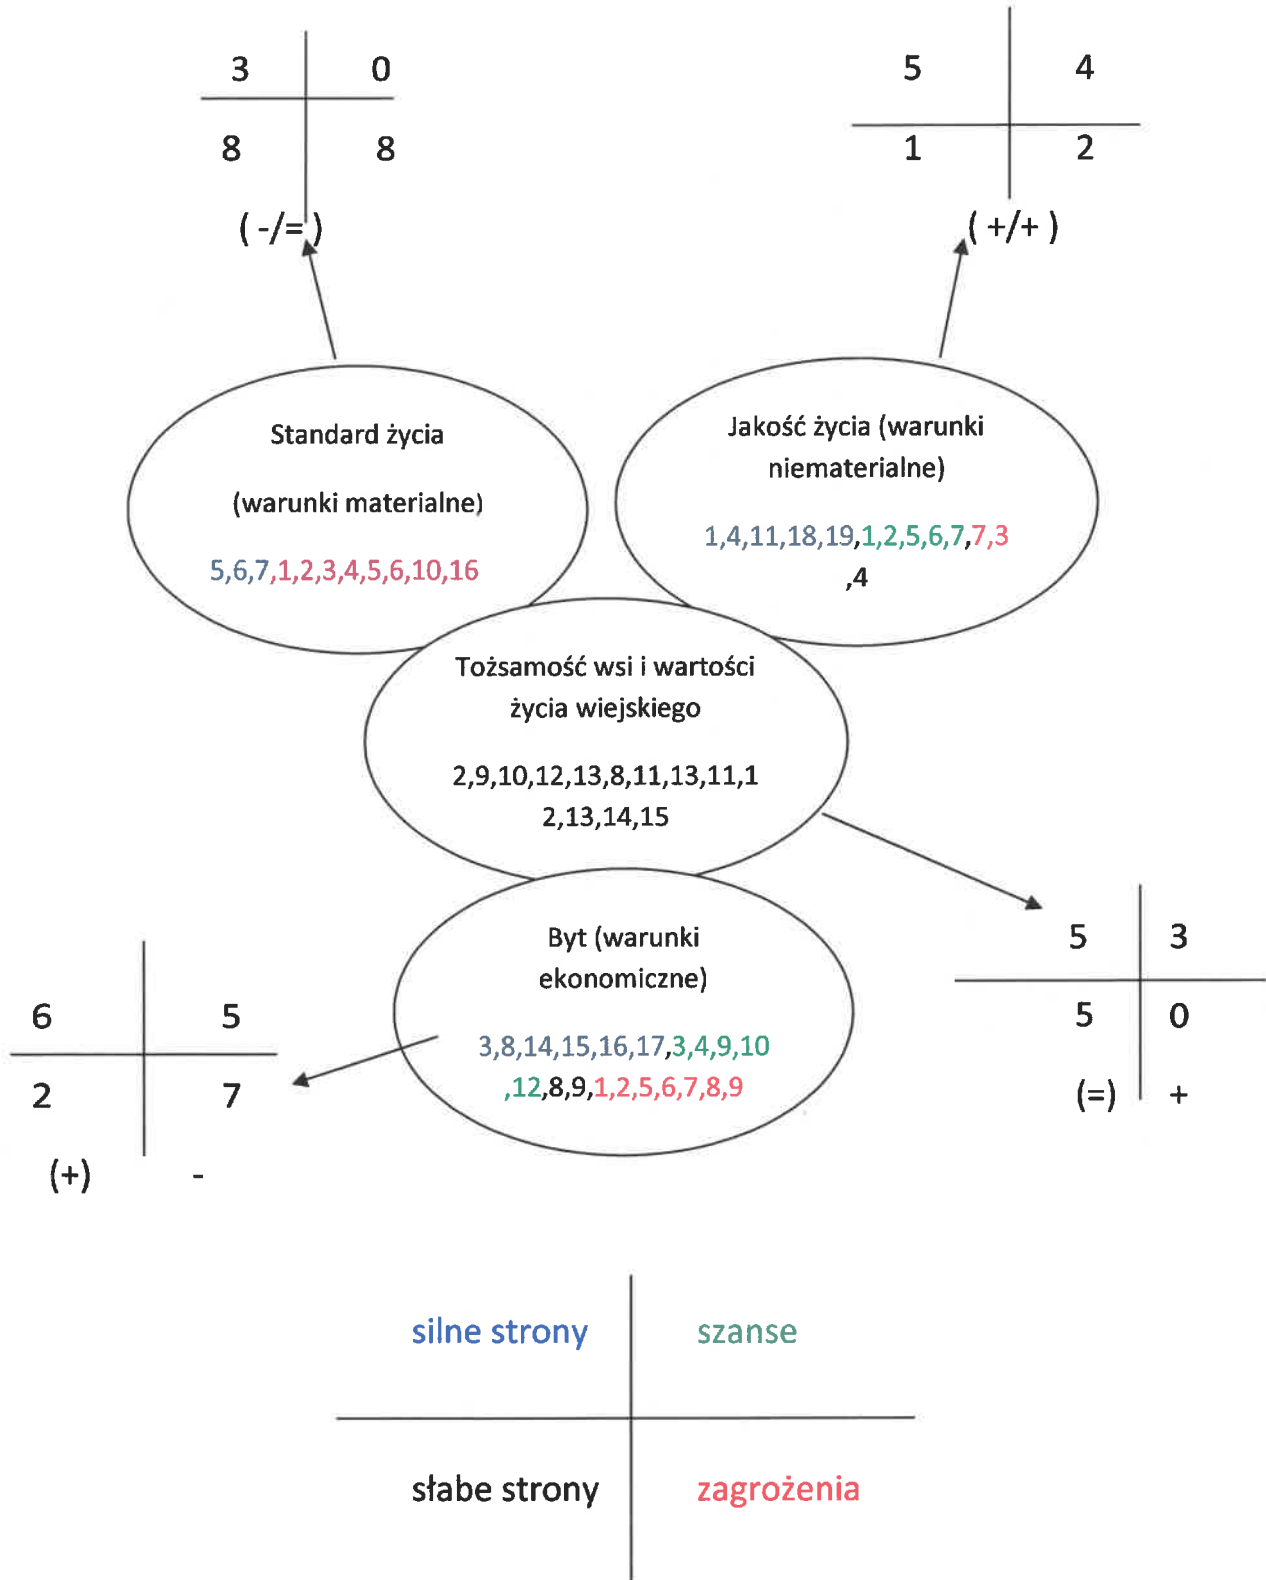 3 0
8 8
( -/= )
5 4
1 2
( +/+ )
Standard życia
(warunki materialne)
5,6,7,1,2,3,4,5,6,10,16
Jakość życia (warunki
niematerialne)
1,4,11,18,19,1,2,5,6,7,7,3
,4
Tożsamość wsi i wartości
życia wiejskiego
2,9,10,12,13,8,11,13,11,1
2,13,14,15
Byt (warunki
ekonomiczne)
3,8,14,15,16,17,3,4,9,10
,12,8,9,1,2,5,6,7,8,9
5 3
5 0
(=) +
6 5
2 7
(+) -
silne strony szanse
słabe strony zagrożenia